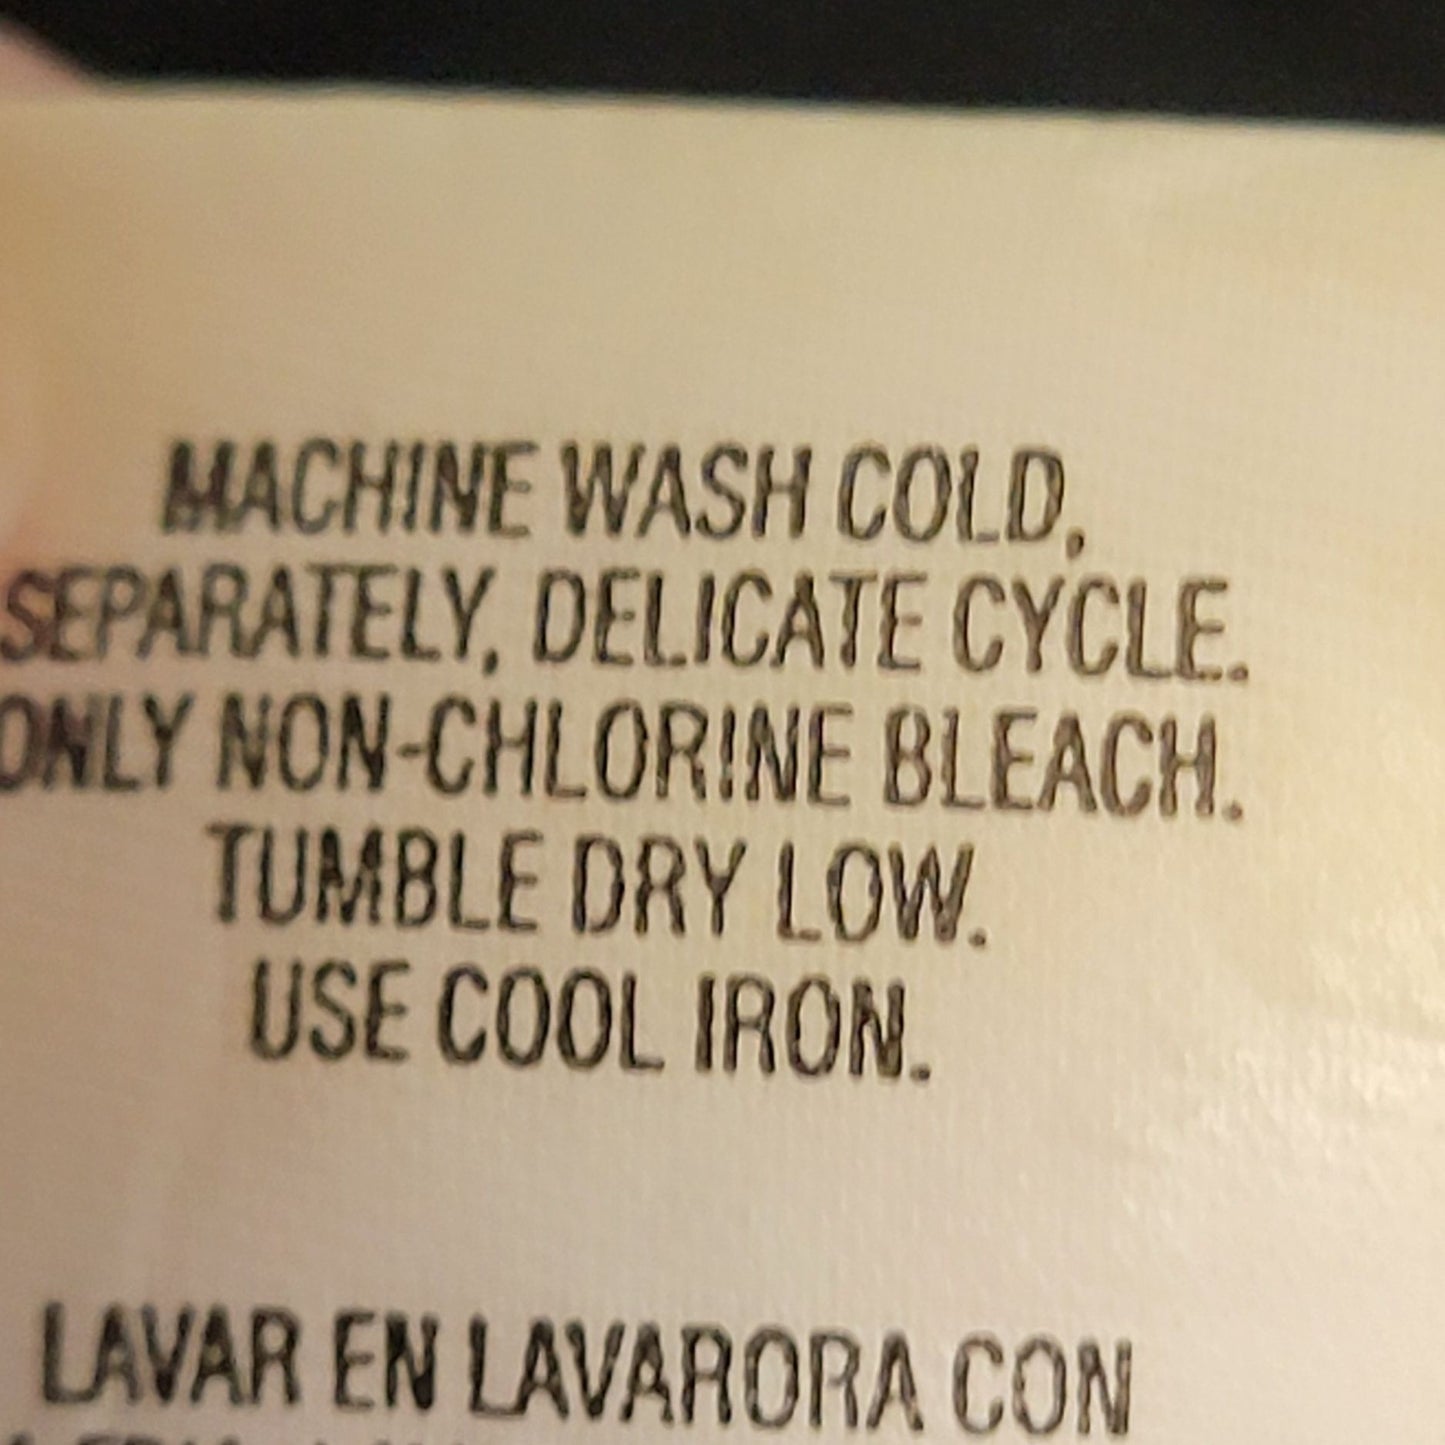 MACHINE WASH COLD,
SEPARATELY, DELICATE CYCLE.
ONLY NON-CHLORINE BLEACH.
TUMBLE DRY LOW.
USE COOL IRON.
LAVAR EN LAVARORA CON